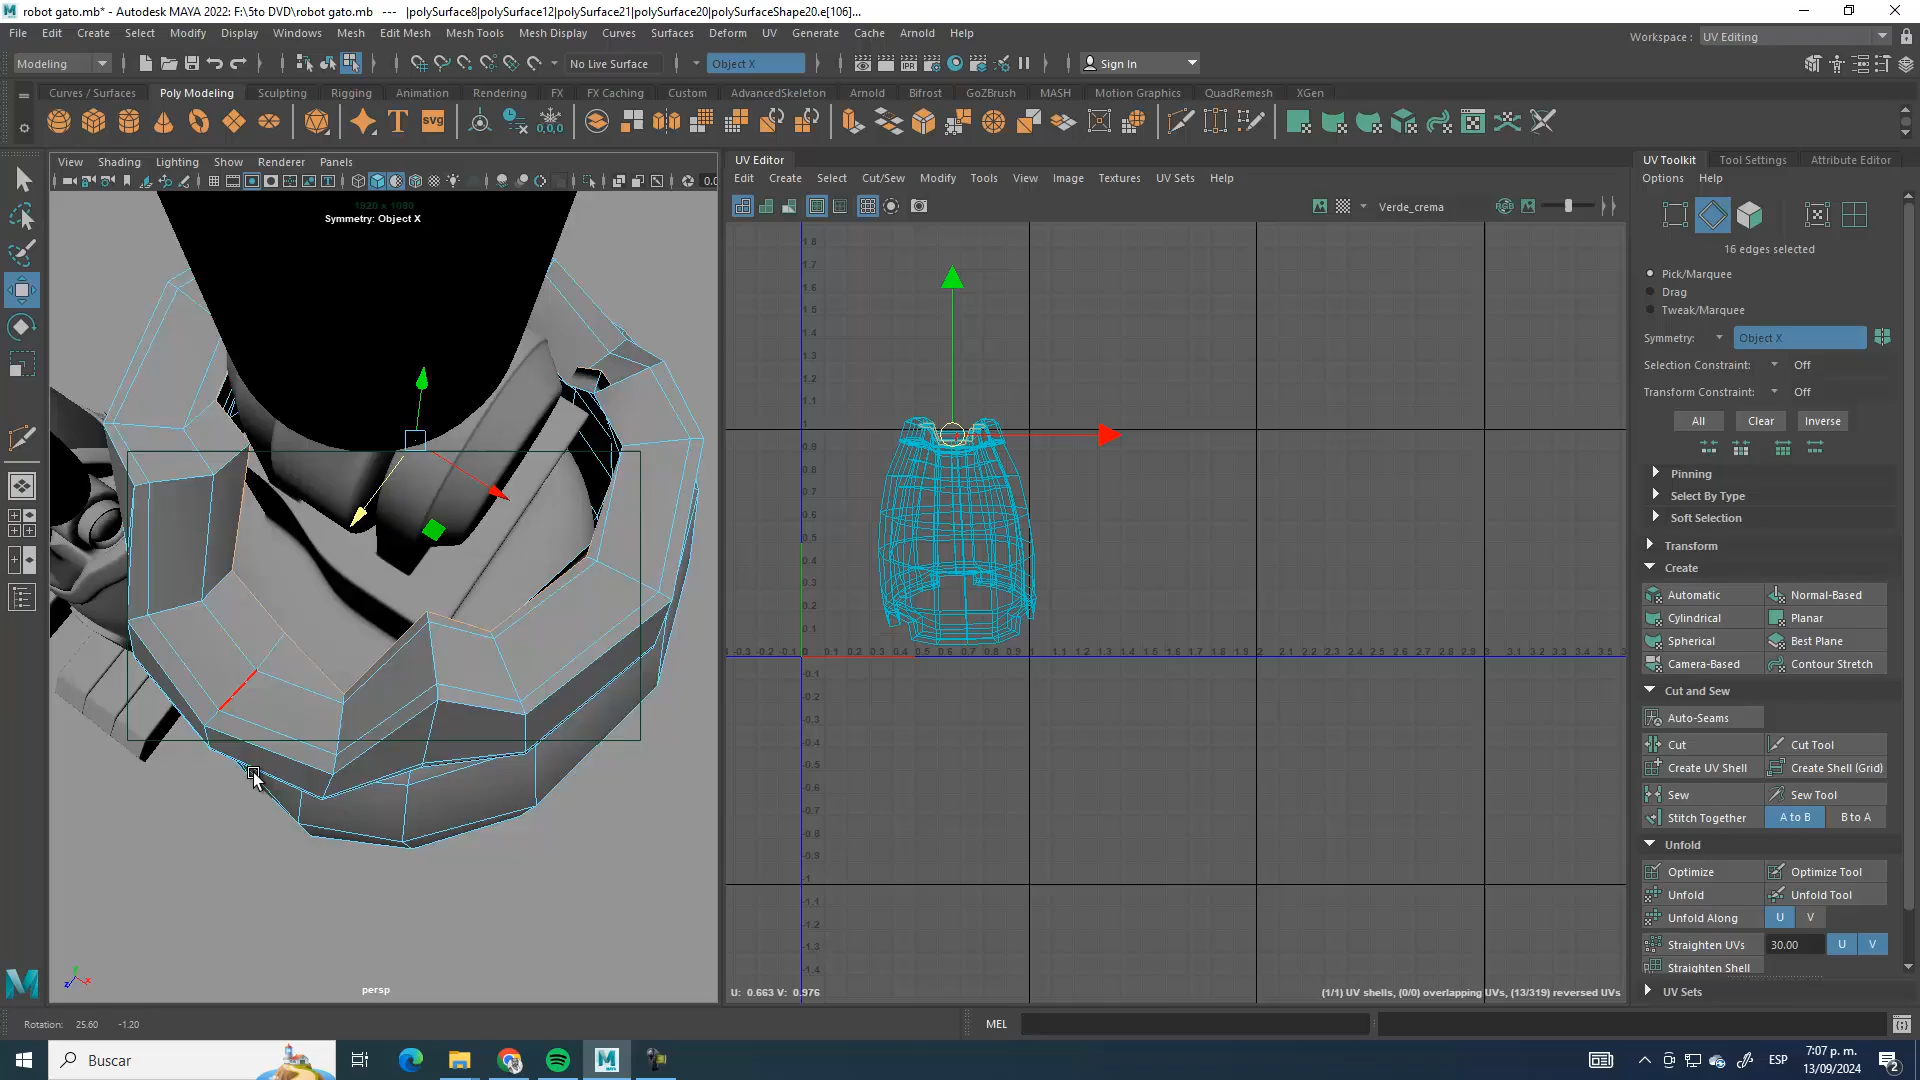 robot gato.mb* - Autodesk MAYA 2022: F:\5to DVD\robot gato.mb --- |polySurface8|polySurface12|polySurface21|polySurface20|polySurfaceShape20.e[106]...
File Edit Create Select Modify Display Windows Mesh Edit Mesh Mesh Tools Mesh Display Curves Surfaces Deform UV Generate Cache Arnold Help
Workspace : UV Editing
Modeling No Live Surface Object X Sign In
Curves / Surfaces Poly Modeling Sculpting Rigging Animation Rendering FX FX Caching Custom AdvancedSkeleton Arnold Bifrost GoZBrush MASH Motion Graphics QuadRemesh XGen
View Shading Lighting Show Renderer Panels
1920 x 1080
Symmetry: Object X
persp
UV Editor
Edit Create Select Cut/Sew Modify Tools View Image Textures UV Sets Help
Verde_crema
U: 0.663 V: 0.976
(1/1) UV shells, (0/0) overlapping UVs, (13/319) reversed UVs
UV Toolkit Tool Settings Attribute Editor
Options Help
16 edges selected
Pick/Marquee
Drag
Tweak/Marquee
Symmetry: Object X
Selection Constraint: Off
Transform Constraint: Off
All Clear Inverse
Pinning
Select By Type
Soft Selection
Transform
Create
Automatic Normal-Based
Cylindrical Planar
Spherical Best Plane
Camera-Based Contour Stretch
Cut and Sew
Auto-Seams
Cut Cut Tool
Create UV Shell Create Shell (Grid)
Sew Sew Tool
Stitch Together A to B B to A
Unfold
Optimize Optimize Tool
Unfold Unfold Tool
Unfold Along U V
Straighten UVs 30.00 U V
Straighten Shell
UV Sets
Rotation: 25.60 -1.20
MEL
Buscar
ESP
7:07 p. m.
13/09/2024
2